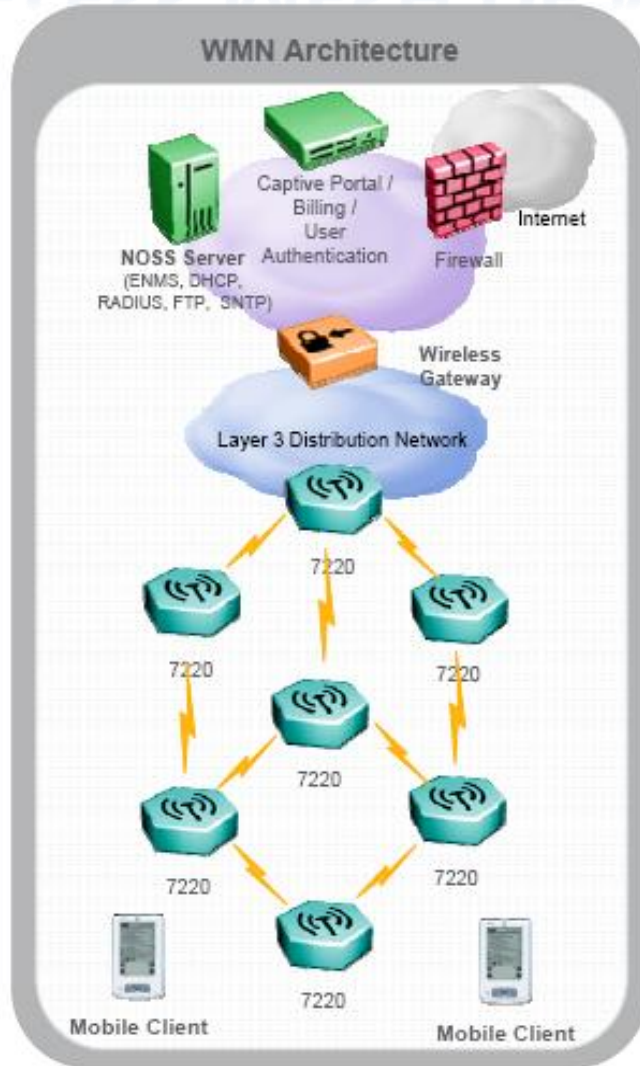 WMN Architecture
Captive Portal /
Billing /
User
Authentication
Internet
NOSS Server
(ENMS, DHCP,
RADIUS, FTP, SNTP)
Firewall
Wireless
Gateway
Layer 3 Distribution Network
7220
7220
7220
7220
7220
7220
7220
Mobile Client
Mobile Client